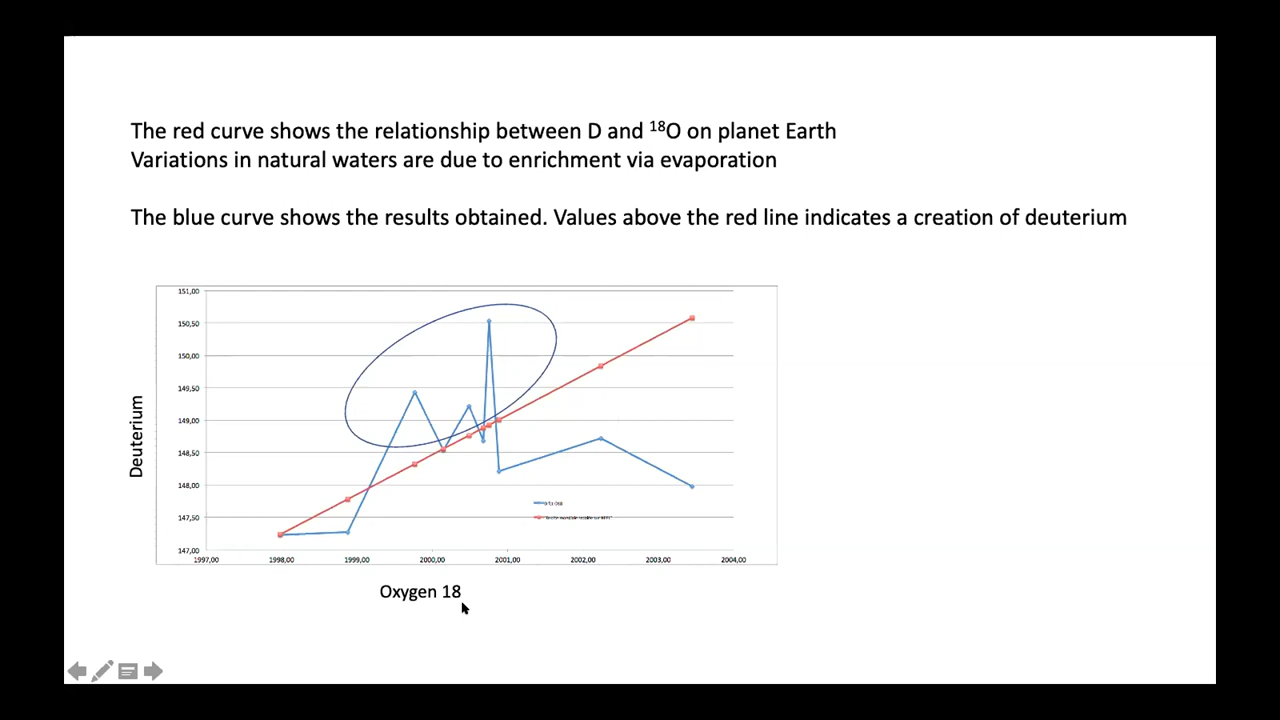 The red curve shows the relationship between D and ¹⁸O on planet Earth
Variations in natural waters are due to enrichment via evaporation
The blue curve shows the results obtained. Values above the red line indicates a creation of deuterium
151,00
150,50
150,00
149,50
149,00
148,50
148,00
147,50
147,00
Deuterium
1997,00 1998,00 1999,00 2000,00 2001,00 2002,00 2003,00 2004,00
Oxygen 18